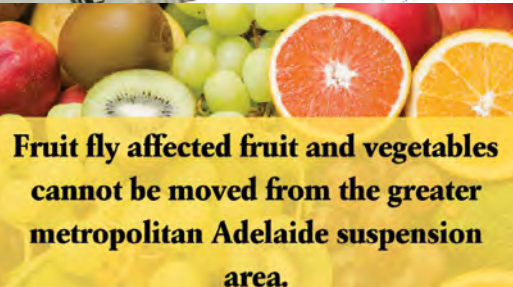 Fruit fly affected fruit and vegetables
cannot be moved from the greater
metropolitan Adelaide suspension
area.